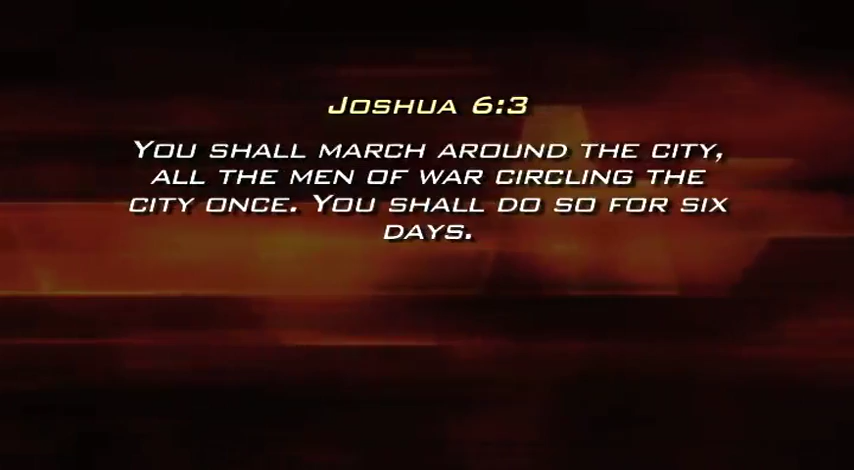 Joshua 6:3
You shall march around the city,
all the men of war circling the
city once. You shall do so for six
days.